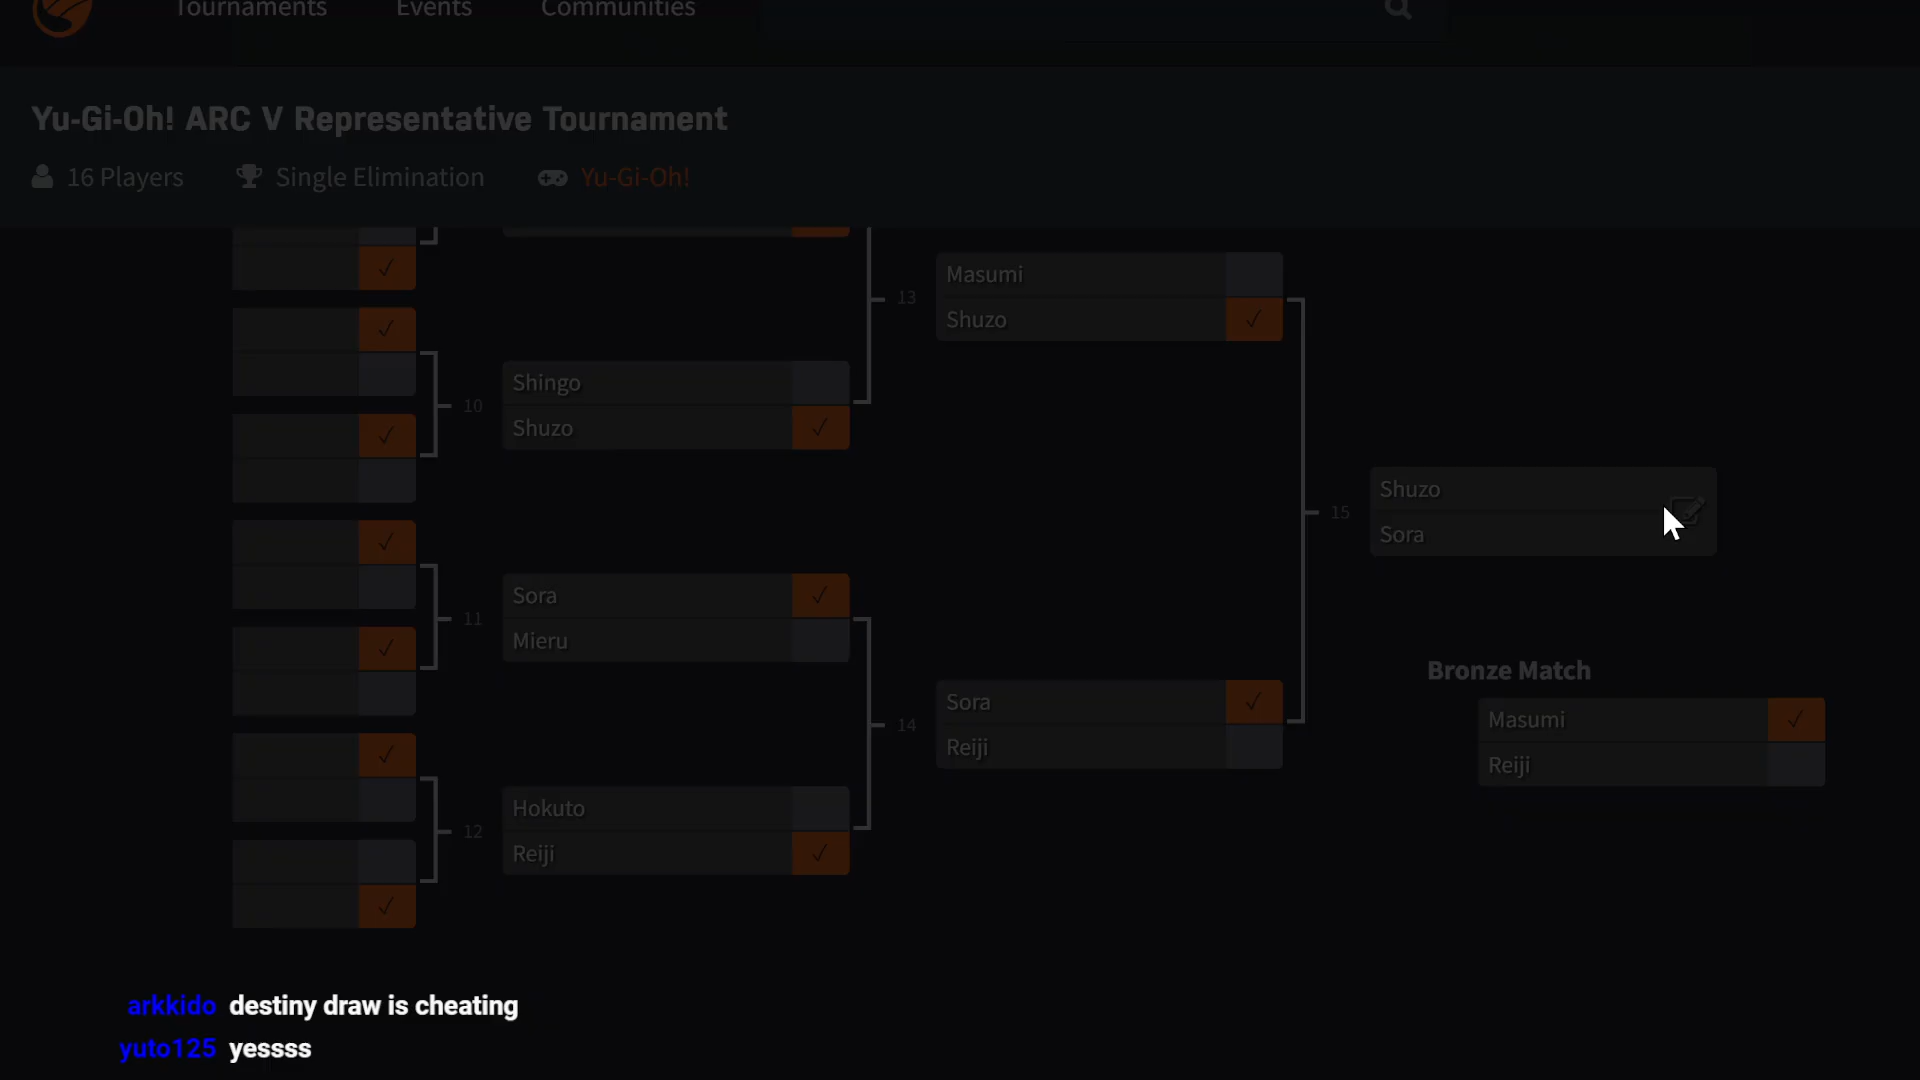 Tournaments Events Communities
Yu-Gi-Oh! ARC V Representative Tournament
16 Players Single Elimination Yu-Gi-Oh!
13
Masumi
Shuzo
10
Shingo
Shuzo
15
Shuzo
Sora
11
Sora
Mieru
Bronze Match
Masumi
Reiji
14
Sora
Reiji
12
Hokuto
Reiji
arkkido destiny draw is cheating
yuto125 yessss